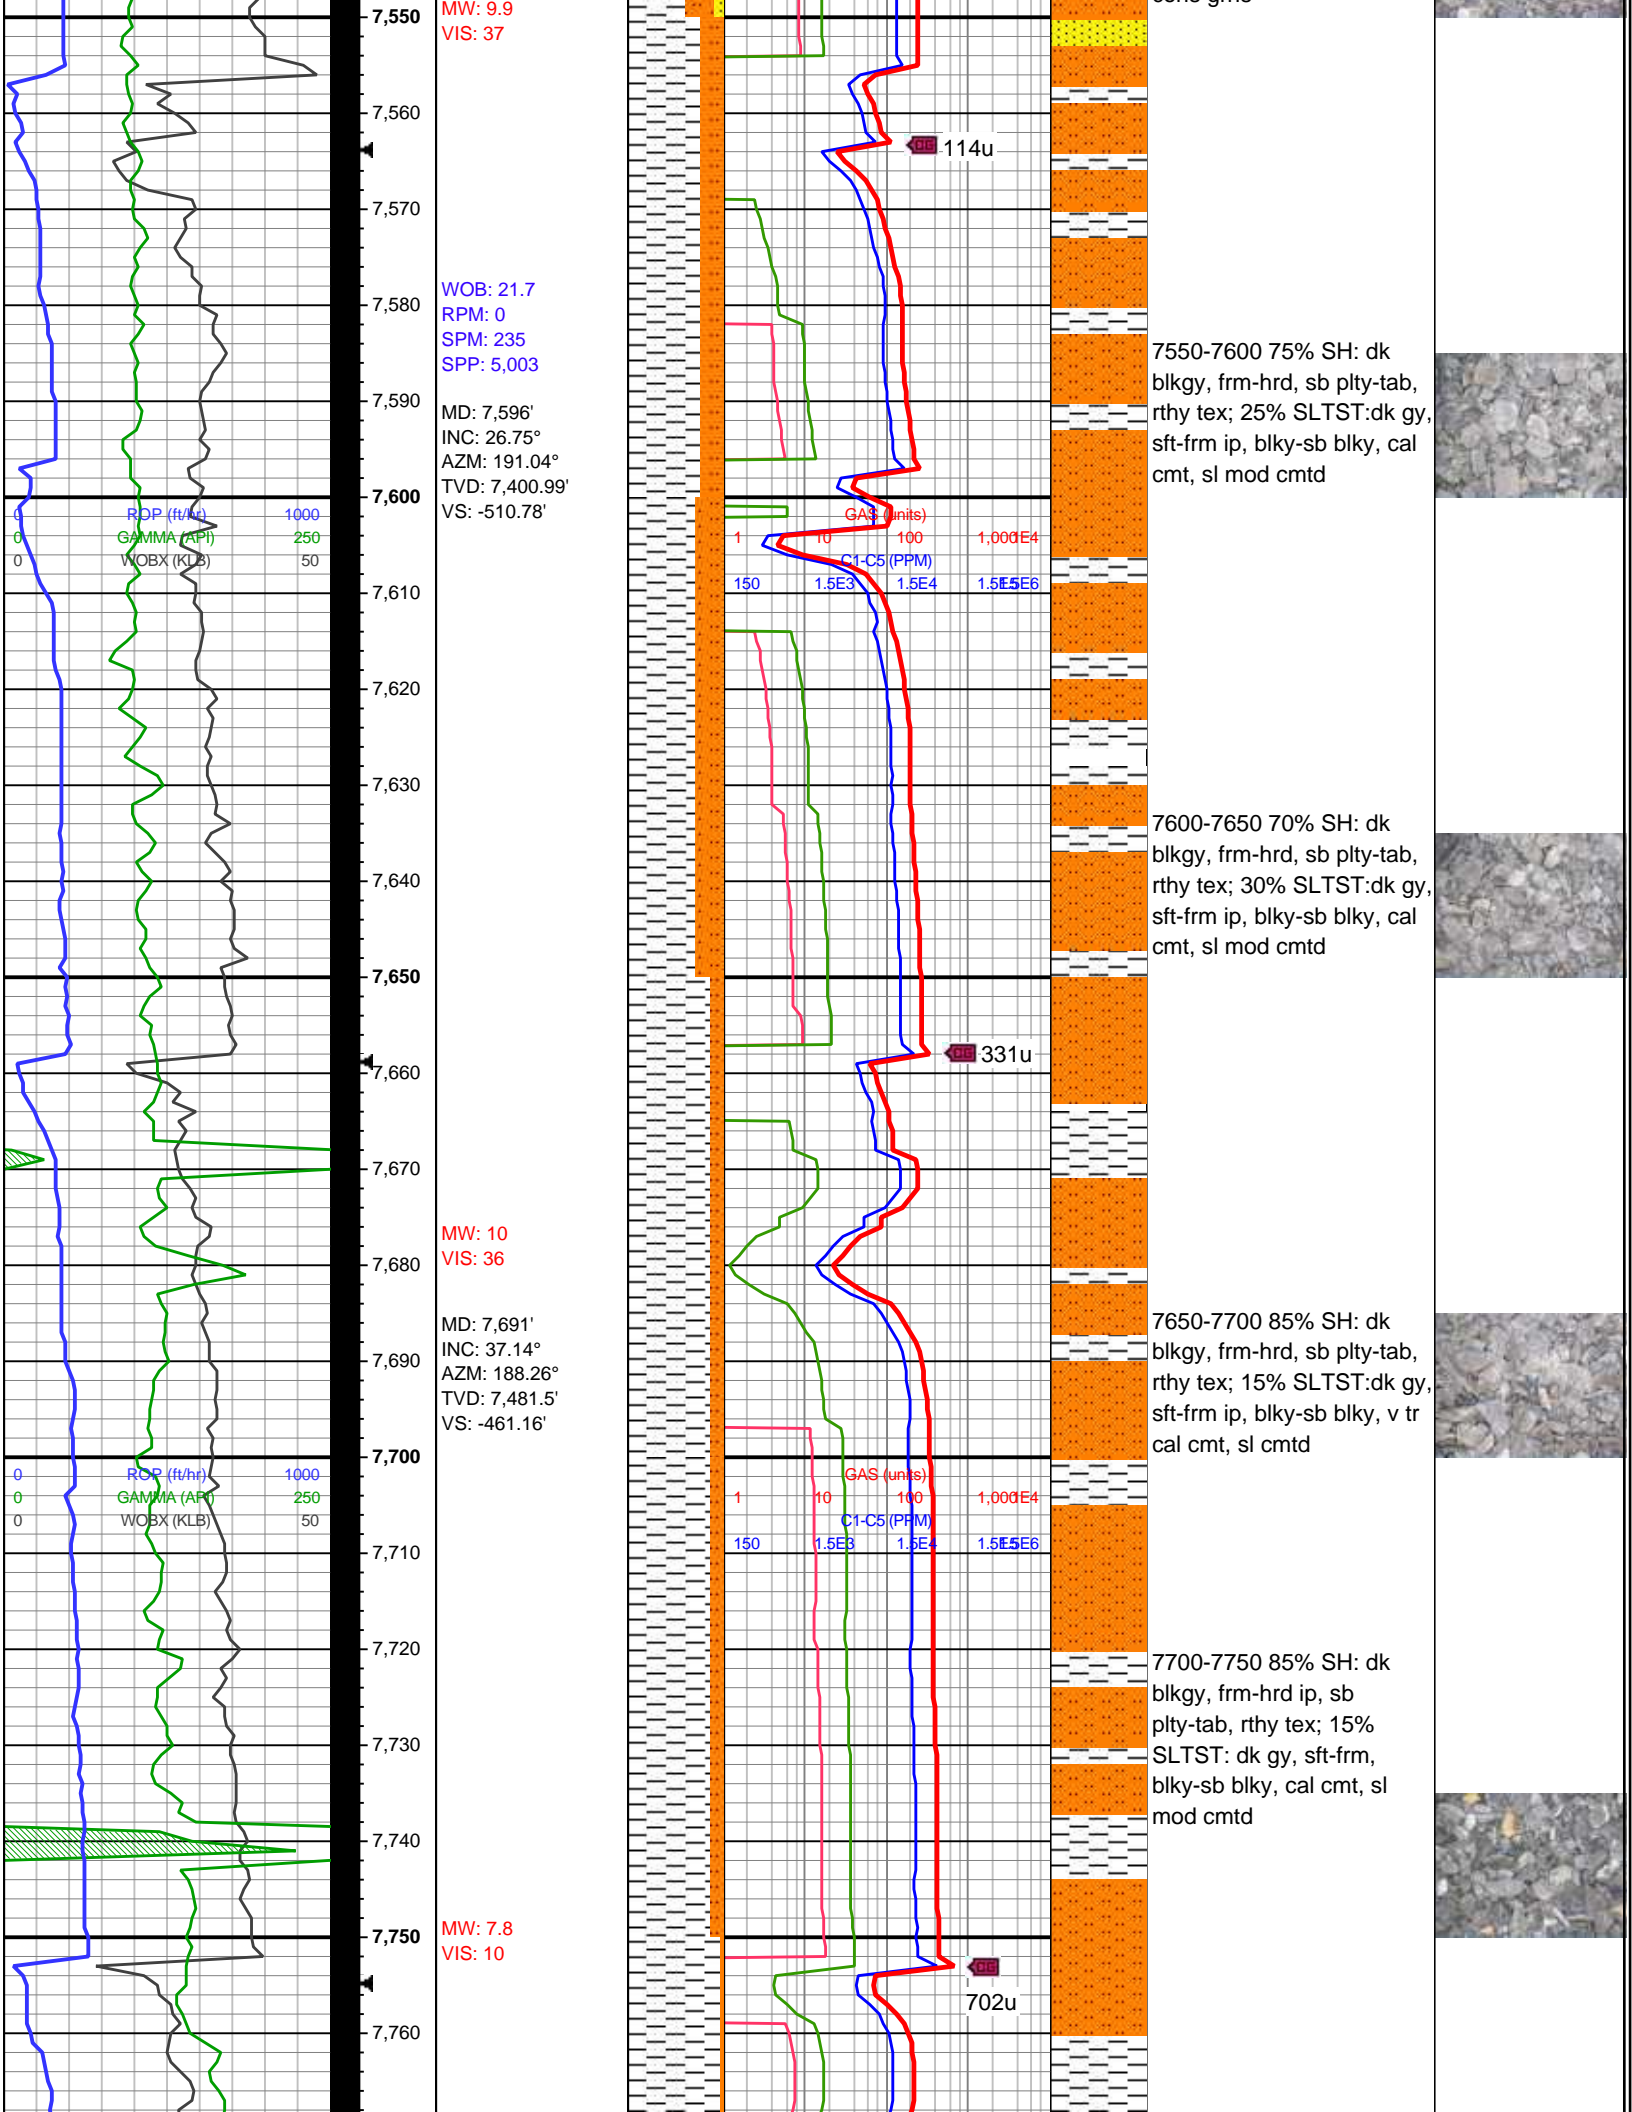 7,550
MW: 9.9
VIS: 37
7,560
CG 114u
7,570
7,580
WOB: 21.7
RPM: 0
SPM: 235
SPP: 5,003
7,590
MD: 7,596'
INC: 26.75°
AZM: 191.04°
TVD: 7,400.99'
VS: -510.78'
7550-7600 75% SH: dk
blkgy, frm-hrd, sb plty-tab,
rthy tex; 25% SLTST:dk gy,
sft-frm ip, blky-sb blky, cal
cmt, sl mod cmtd
7,600
0 ROP (ft/hr) 1000
0 GAMMA (API) 250
0 WOBX (KLB) 50
GAS (units)
1 10 100 1,000 1E4
C1-C5 (PPM)
150 1.5E3 1.5E4 1.5E5 1.5E6
7,610
7,620
7,630
7,640
7600-7650 70% SH: dk
blkgy, frm-hrd, sb plty-tab,
rthy tex; 30% SLTST:dk gy,
sft-frm ip, blky-sb blky, cal
cmt, sl mod cmtd
7,650
CG 331u
7,660
7,670
MW: 10
VIS: 36
7,680
MD: 7,691'
INC: 37.14°
AZM: 188.26°
TVD: 7,481.5'
VS: -461.16'
7,690
7650-7700 85% SH: dk
blkgy, frm-hrd, sb plty-tab,
rthy tex; 15% SLTST:dk gy,
sft-frm ip, blky-sb blky, v tr
cal cmt, sl cmtd
7,700
0 ROP (ft/hr) 1000
0 GAMMA (API) 250
0 WOBX (KLB) 50
GAS (units)
1 10 100 1,000 1E4
C1-C5 (PPM)
150 1.5E3 1.5E4 1.5E5 1.5E6
7,710
7,720
7,730
7700-7750 85% SH: dk
blkgy, frm-hrd ip, sb
plty-tab, rthy tex; 15%
SLTST: dk gy, sft-frm,
blky-sb blky, cal cmt, sl
mod cmtd
7,740
7,750
MW: 7.8
VIS: 10
CG
702u
7,760